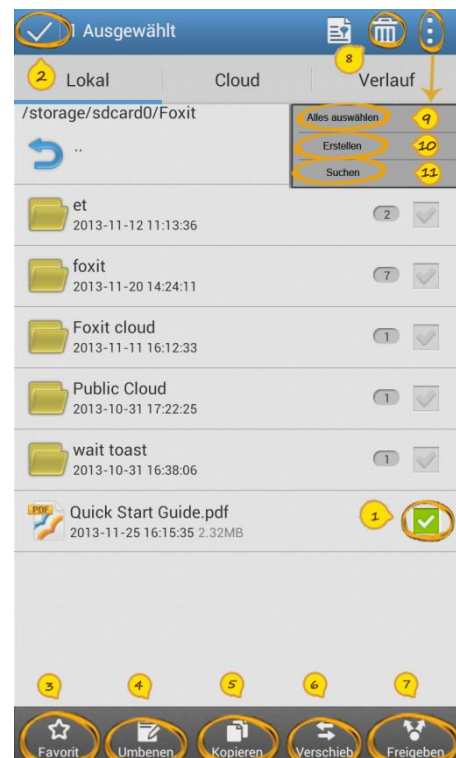 1 Ausgewählt
8
2 Lokal Cloud Verlauf
/storage/sdcard0/Foxit
Alles auswählen 9
..
Erstellen 10
Suchen 11
et
2
2013-11-12 11:13:36
foxit
7
2013-11-20 14:24:11
Foxit cloud
1
2013-11-11 16:12:33
Public Cloud
1
2013-10-31 17:22:25
wait toast
1
2013-10-31 16:38:06
PDF
Quick Start Guide.pdf
1
2013-11-25 16:15:35 2.32MB
3 4 5 6 7
Favorit Umbenen Kopieren Verschieb Freigeben